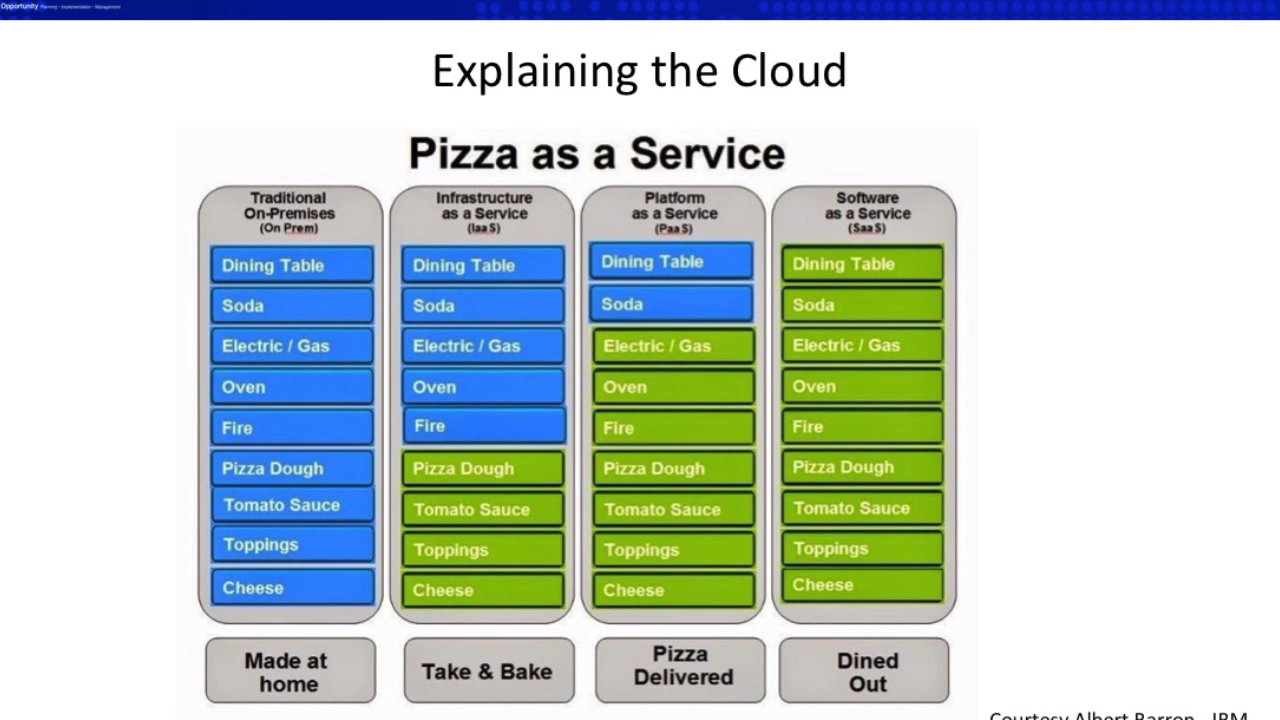 Opportunity Planning - Implementation - Management
Explaining the Cloud
Pizza as a Service
Traditional
On-Premises
(On Prem)
Dining Table
Soda
Electric / Gas
Oven
Fire
Pizza Dough
Tomato Sauce
Toppings
Cheese
Made at
home
Infrastructure
as a Service
(IaaS)
Dining Table
Soda
Electric / Gas
Oven
Fire
Pizza Dough
Tomato Sauce
Toppings
Cheese
Take & Bake
Platform
as a Service
(PaaS)
Dining Table
Soda
Electric / Gas
Oven
Fire
Pizza Dough
Tomato Sauce
Toppings
Cheese
Pizza
Delivered
Software
as a Service
(SaaS)
Dining Table
Soda
Electric / Gas
Oven
Fire
Pizza Dough
Tomato Sauce
Toppings
Cheese
Dined
Out
Courtesy Albert Barron - IBM